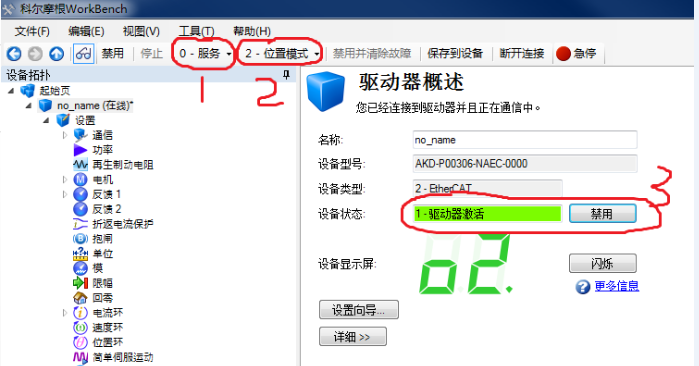 科尔摩根WorkBench
文件(F) 编辑(E) 视图(V) 工具(T) 帮助(H)
禁用 停止 0 - 服务 2 - 位置模式 禁用并清除故障 保存到设备 断开连接 急停
1 2
设备拓扑
起始页
no_name (在线)*
设置
通信
功率
再生制动电阻
电机
反馈 1
反馈 2
折返电流保护
抱闸
单位
模
限幅
回零
电流环
速度环
位置环
简单伺服运动
驱动器概述
您已经连接到驱动器并且正在通信中。
名称: no_name
设备型号: AKD-P00306-NAEC-0000
设备类型: 2 - EtherCAT
3
设备状态: 1 - 驱动器激活 禁用
设备显示屏: o2. 闪烁
更多信息
设置向导...
详细 >>